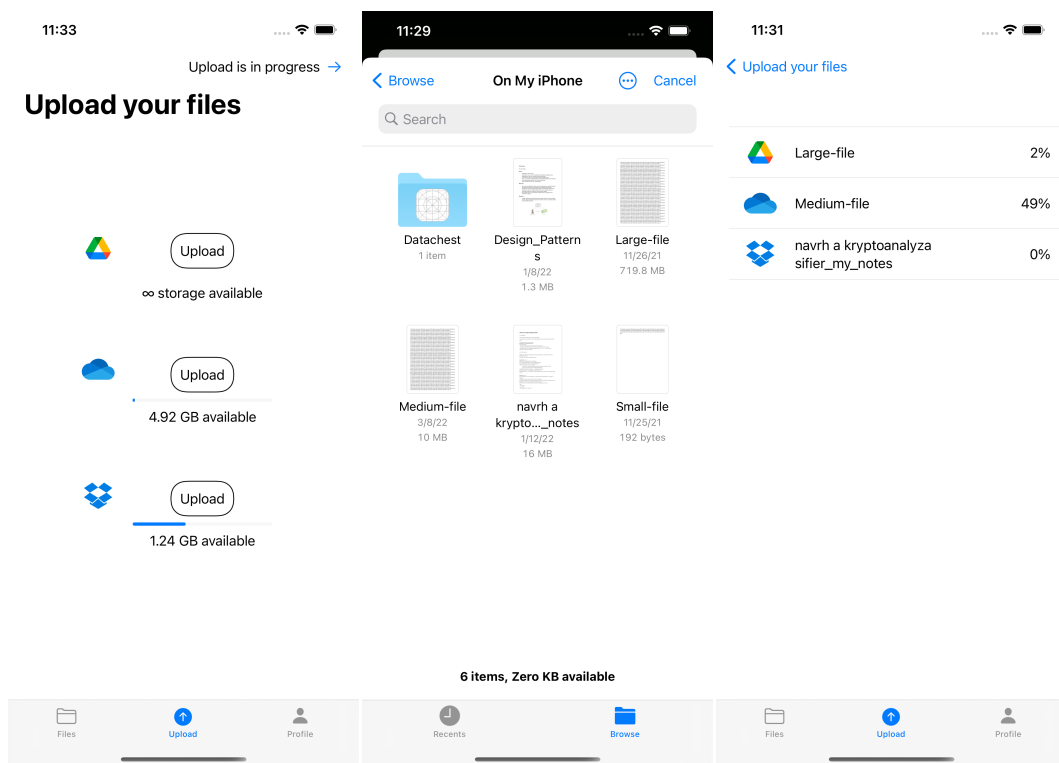 11:33
Upload is in progress →
Upload your files
Upload
∞ storage available
Upload
4.92 GB available
Upload
1.24 GB available
Files
Upload
Profile
11:29
Browse
On My iPhone
Cancel
Search
Datachest
1 item
Design_Pattern
s
1/8/22
1.3 MB
Large-file
11/26/21
719.8 MB
Medium-file
3/8/22
10 MB
navrh a
krypto..._notes
1/12/22
16 MB
Small-file
11/25/21
192 bytes
6 items, Zero KB available
Recents
Browse
11:31
Upload your files
Large-file 2%
Medium-file 49%
navrh a kryptoanalyza
sifier_my_notes 0%
Files
Upload
Profile